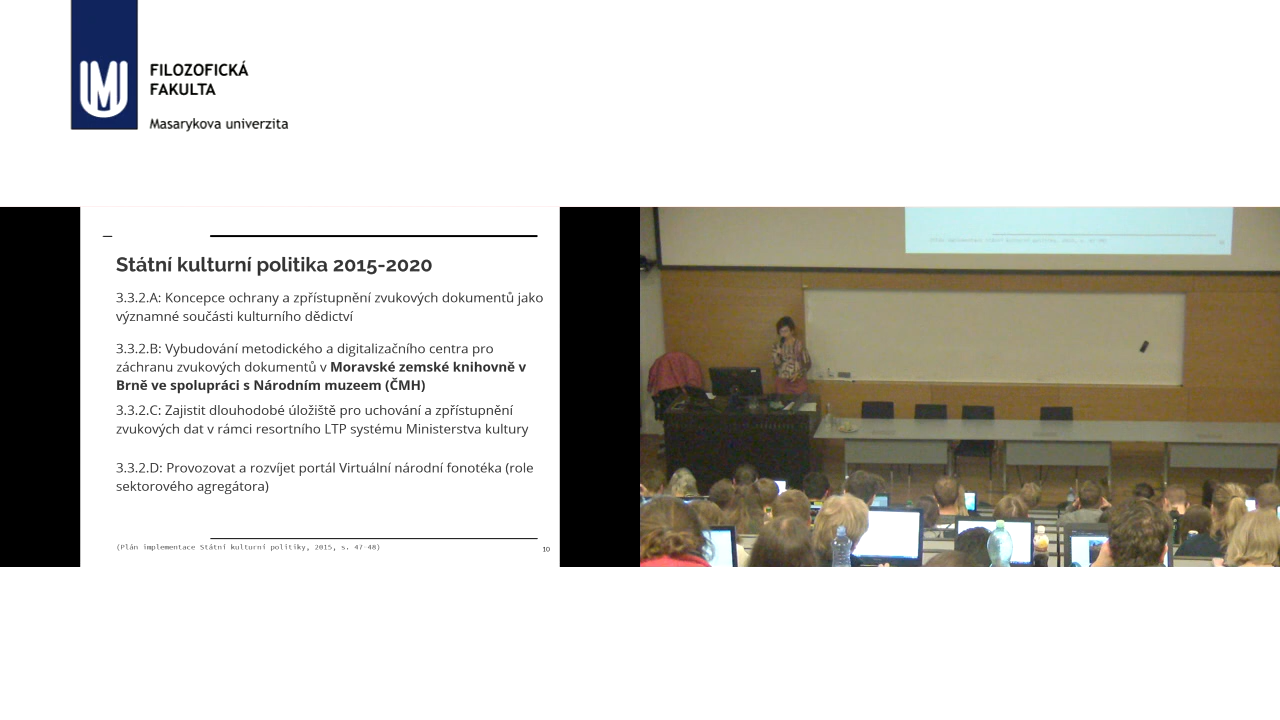 FILOZOFICKÁ
FAKULTA
Masarykova univerzita
Státní kulturní politika 2015-2020
3.3.2.A: Koncepce ochrany a zpřístupnění zvukových dokumentů jako
významné součásti kulturního dědictví
3.3.2.B: Vybudování metodického a digitalizačního centra pro
záchranu zvukových dokumentů v Moravské zemské knihovně v
Brně ve spolupráci s Národním muzeem (ČMH)
3.3.2.C: Zajistit dlouhodobé úložiště pro uchování a zpřístupnění
zvukových dat v rámci resortního LTP systému Ministerstva kultury
3.3.2.D: Provozovat a rozvíjet portál Virtuální národní fonotéka (role
sektorového agregátora)
(Plán implementace Státní kulturní politiky, 2015, s. 47-48)
10